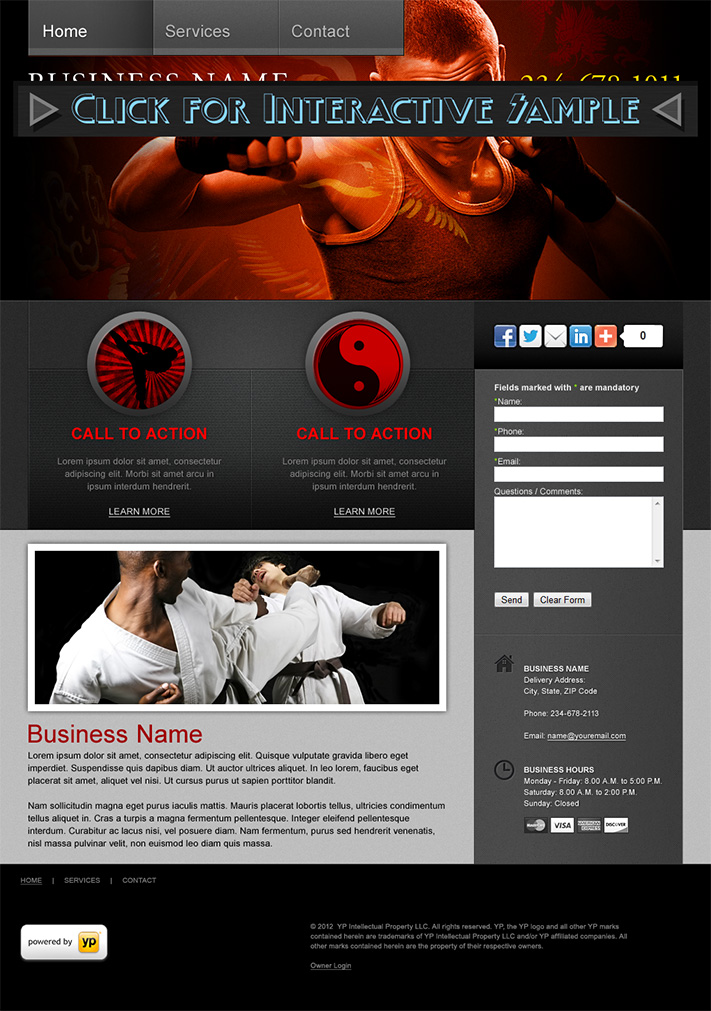 Home
Services
Contact
BUSINESS NAME
234-678-1911
CLICK FOR INTERACTIVE SAMPLE
0
CALL TO ACTION
Lorem ipsum dolor sit amet, consectetur
adipiscing elit. Morbi sit amet arcu in
ipsum interdum hendrerit.
LEARN MORE
CALL TO ACTION
Lorem ipsum dolor sit amet, consectetur
adipiscing elit. Morbi sit amet arcu in
ipsum interdum hendrerit.
LEARN MORE
Fields marked with * are mandatory
*Name:
*Phone:
*Email:
Questions / Comments:
Send
Clear Form
Business Name
Lorem ipsum dolor sit amet, consectetur adipiscing elit. Quisque vulputate gravida libero eget
imperdiet. Suspendisse quis dapibus diam. Ut auctor ultrices aliquet. In leo lorem, faucibus eget
placerat sit amet, aliquet vel nisi. Ut cursus purus ut sapien porttitor blandit.
Nam sollicitudin magna eget purus iaculis mattis. Mauris placerat lobortis tellus, ultricies condimentum
tellus aliquet in. Cras a turpis a magna fermentum pellentesque. Integer eleifend pellentesque
interdum. Curabitur ac lacus nisi, vel posuere diam. Nam fermentum, purus sed hendrerit venenatis,
nisl massa pulvinar velit, non euismod leo diam quis massa.
BUSINESS NAME
Delivery Address:
City, State, ZIP Code
Phone: 234-678-2113
Email: name@youremail.com
BUSINESS HOURS
Monday - Friday: 8:00 A.M. to 5:00 P.M.
Saturday: 8.00 A.M. to 2:00 P.M.
Sunday: Closed
MasterCard
VISA
AMERICAN EXPRESS
DISCOVER
HOME | SERVICES | CONTACT
powered by yp
© 2012 YP Intellectual Property LLC. All rights reserved. YP, the YP logo and all other YP marks
contained herein are trademarks of YP Intellectual Property LLC and/or YP affiliated companies. All
other marks contained herein are the property of their respective owners.
Owner Login